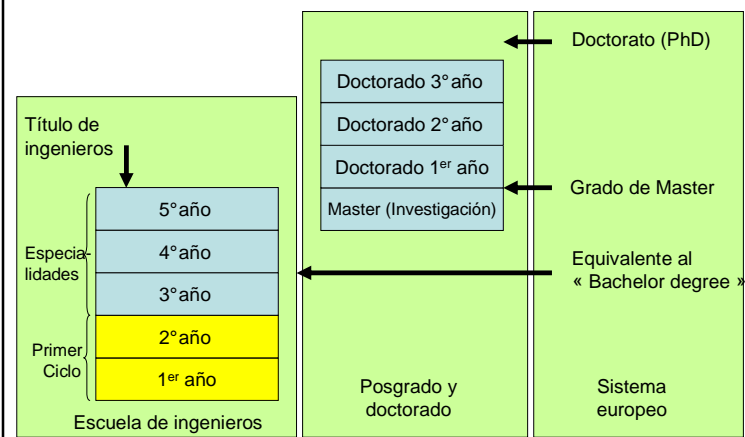 Título de
ingenieros
5° año
4° año
3° año
2° año
1er año
Especia-
lidades
Primer
Ciclo
Escuela de ingenieros
Doctorado 3° año
Doctorado 2° año
Doctorado 1er año
Master (Investigación)
Posgrado y
doctorado
Doctorato (PhD)
Grado de Master
Equivalente al
« Bachelor degree »
Sistema
europeo